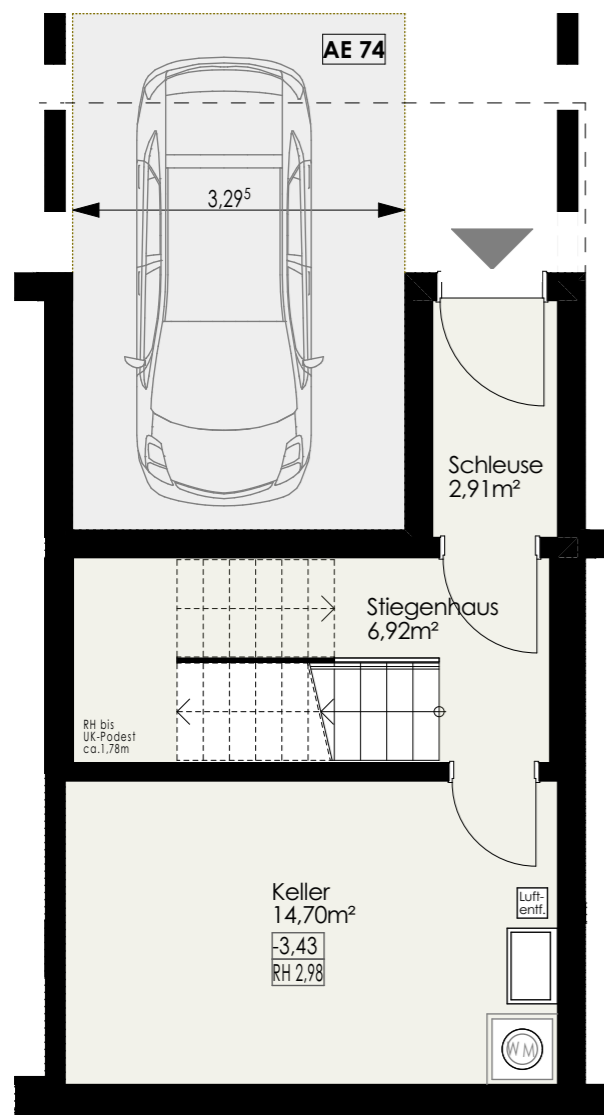 AE 74
3,29⁵
Schleuse
2,91m²
Stiegenhaus
6,92m²
RH bis
UK-Podest
ca.1,78m
Keller
14,70m²
-3,43
RH 2,98
Luft-
entf.
WM